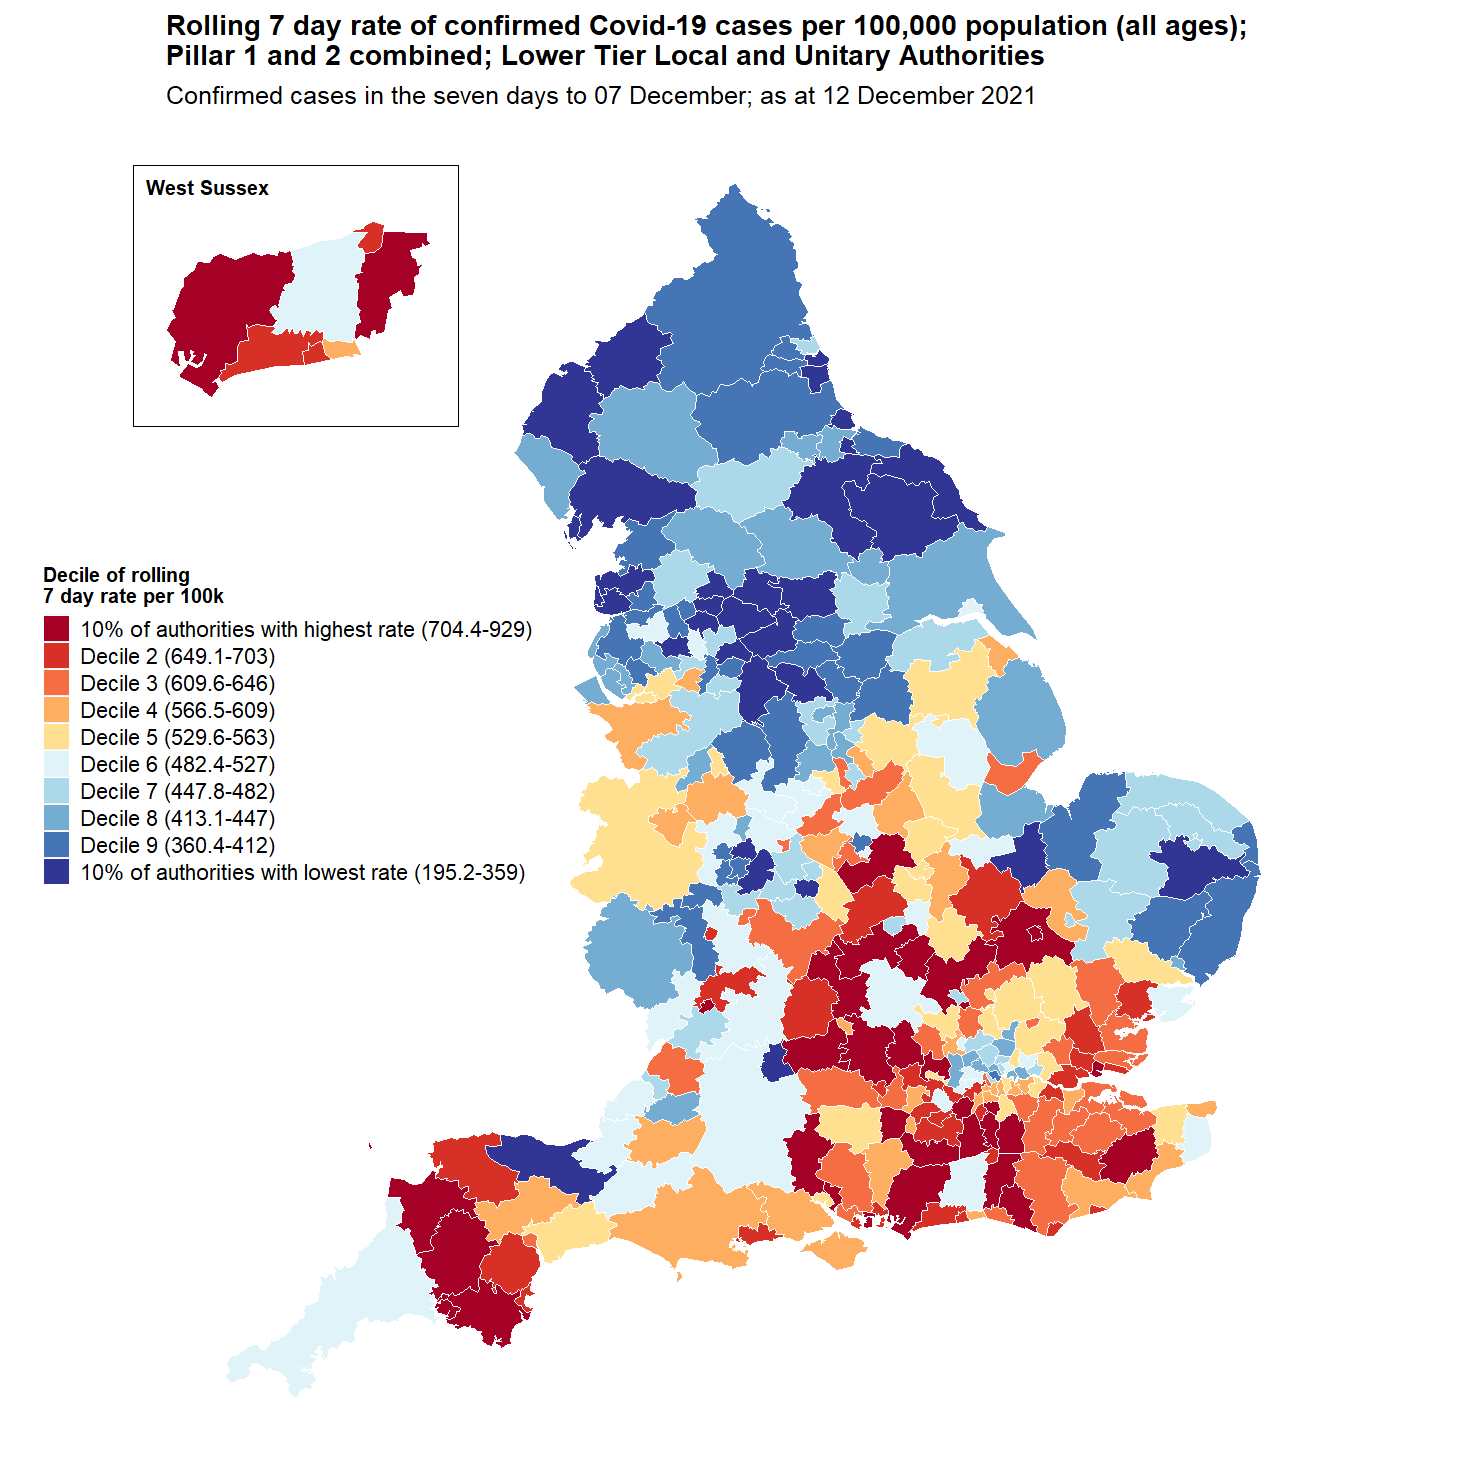 Rolling 7 day rate of confirmed Covid-19 cases per 100,000 population (all ages);
Pillar 1 and 2 combined; Lower Tier Local and Unitary Authorities
Confirmed cases in the seven days to 07 December; as at 12 December 2021
West Sussex
Decile of rolling
7 day rate per 100k
10% of authorities with highest rate (704.4-929)
Decile 2 (649.1-703)
Decile 3 (609.6-646)
Decile 4 (566.5-609)
Decile 5 (529.6-563)
Decile 6 (482.4-527)
Decile 7 (447.8-482)
Decile 8 (413.1-447)
Decile 9 (360.4-412)
10% of authorities with lowest rate (195.2-359)